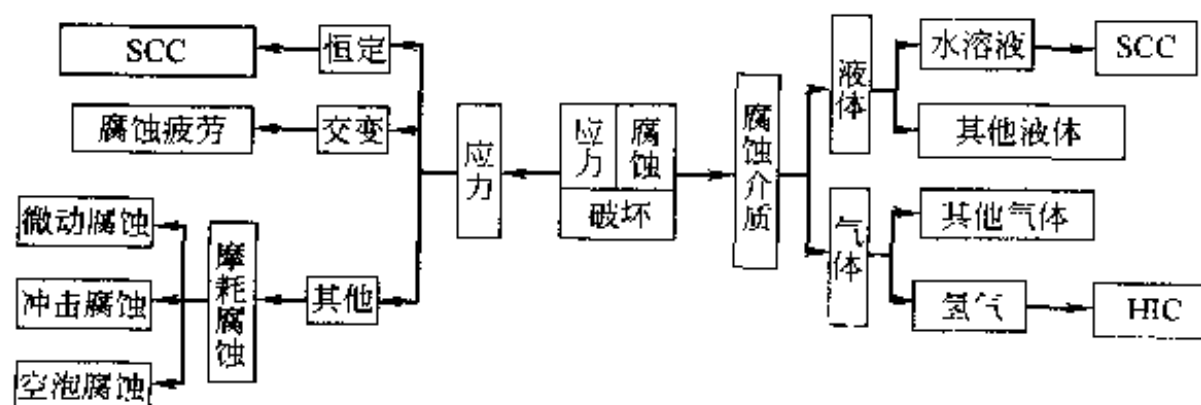 SCC
恒定
腐蚀疲劳
交变
微动腐蚀
冲击腐蚀
空泡腐蚀
摩耗腐蚀
其他
应力
应力
腐蚀
破坏
腐蚀介质
液体
水溶液
SCC
其他液体
气体
其他气体
氢气
HIC